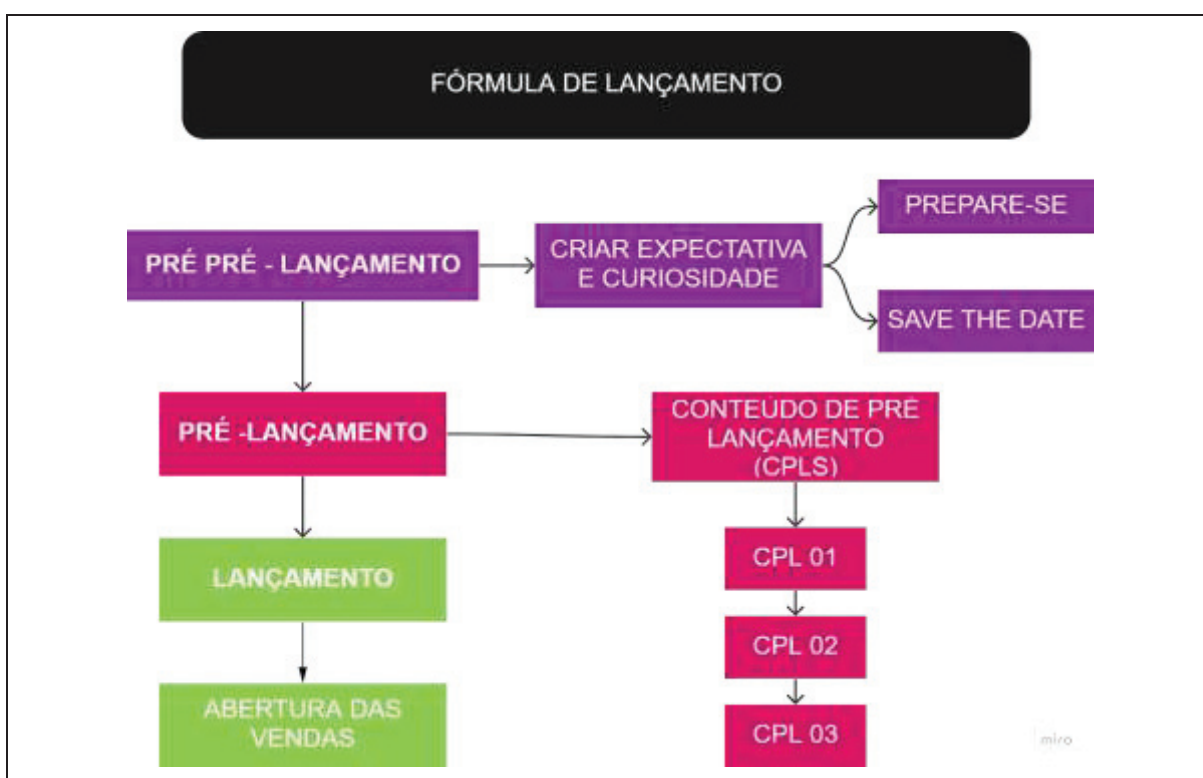 FÓRMULA DE LANÇAMENTO
PRÉ PRÉ - LANÇAMENTO
CRIAR EXPECTATIVA
E CURIOSIDADE
PREPARE-SE
SAVE THE DATE
PRÉ -LANÇAMENTO
CONTEÚDO DE PRÉ
LANÇAMENTO
(CPLS)
LANÇAMENTO
CPL 01
CPL 02
ABERTURA DAS
VENDAS
CPL 03
miro